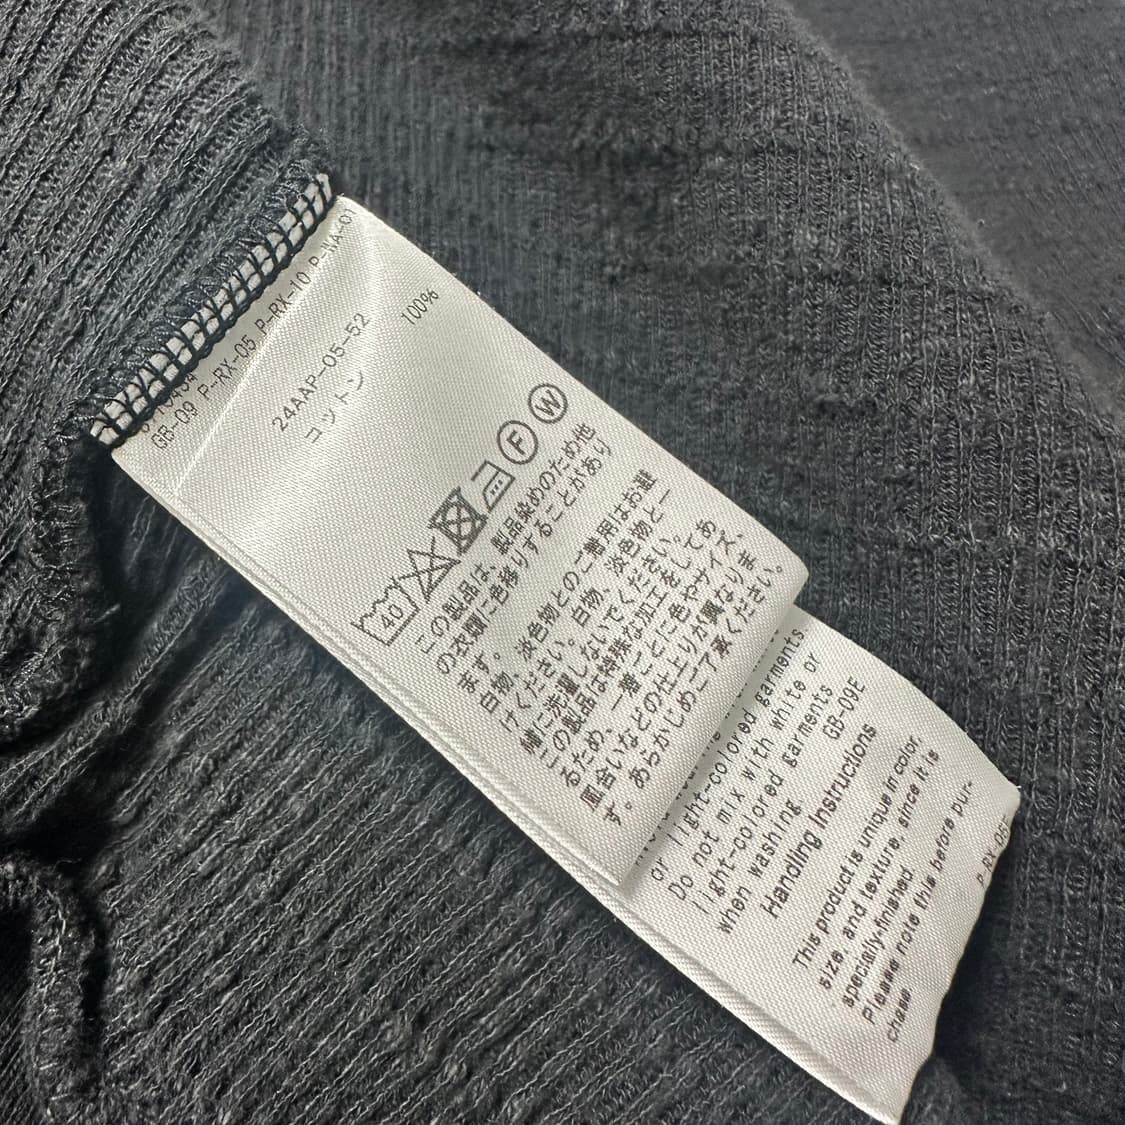 GB-09 P-RX-05 P-RX-10 P-WA-01
24AAP-05-52
コットン 100%
40
F
W
この製品は、製品染めのため他
の衣類に色移りすることがあり
ます。
白物、淡色物とのご着用はお避
けください。白物、淡色物と一
緒に洗濯しないでください。
この製品は特殊な加工をしてあ
るため、一着ごとに色やサイズ、
風合いなどの仕上りが異なりま
す。あらかじめご了承ください。
or light-colored garments
Do not mix with white or
light-colored garments
when washing
GB-09E
Handling Instructions
This product is unique in color,
size, and texture, since it is
specially-finished
Please note this before pur-
chase
P-RX-05E